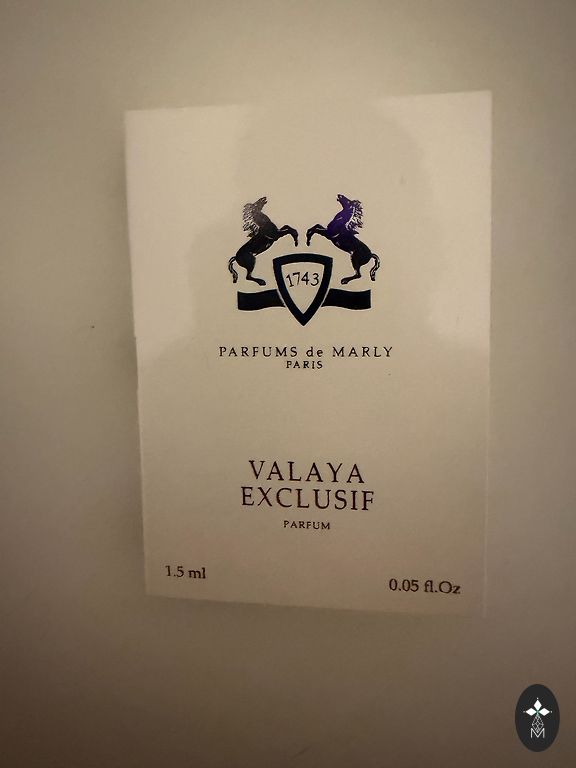 1743
PARFUMS de MARLY
PARIS
VALAYA
EXCLUSIF
PARFUM
1.5 ml
0.05 fl.Oz
M